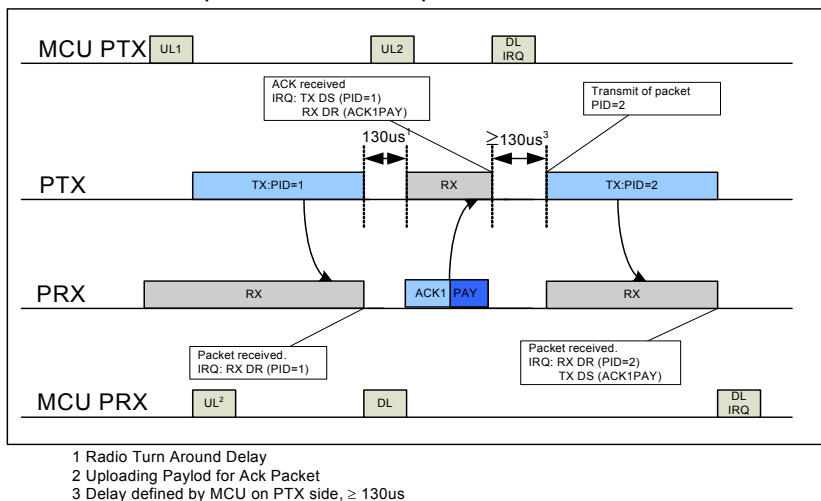 MCU PTX
UL1
UL2
DL
IRQ
ACK received
IRQ: TX DS (PID=1)
RX DR (ACK1PAY)
Transmit of packet
PID=2
130us1
≥130us3
PTX
TX:PID=1
RX
TX:PID=2
PRX
RX
ACK1 PAY
RX
Packet received.
IRQ: RX DR (PID=1)
Packet received.
IRQ: RX DR (PID=2)
TX DS (ACK1PAY)
MCU PRX
UL2
DL
DL
IRQ
1 Radio Turn Around Delay
2 Uploading Paylod for Ack Packet
3 Delay defined by MCU on PTX side, ≥ 130us